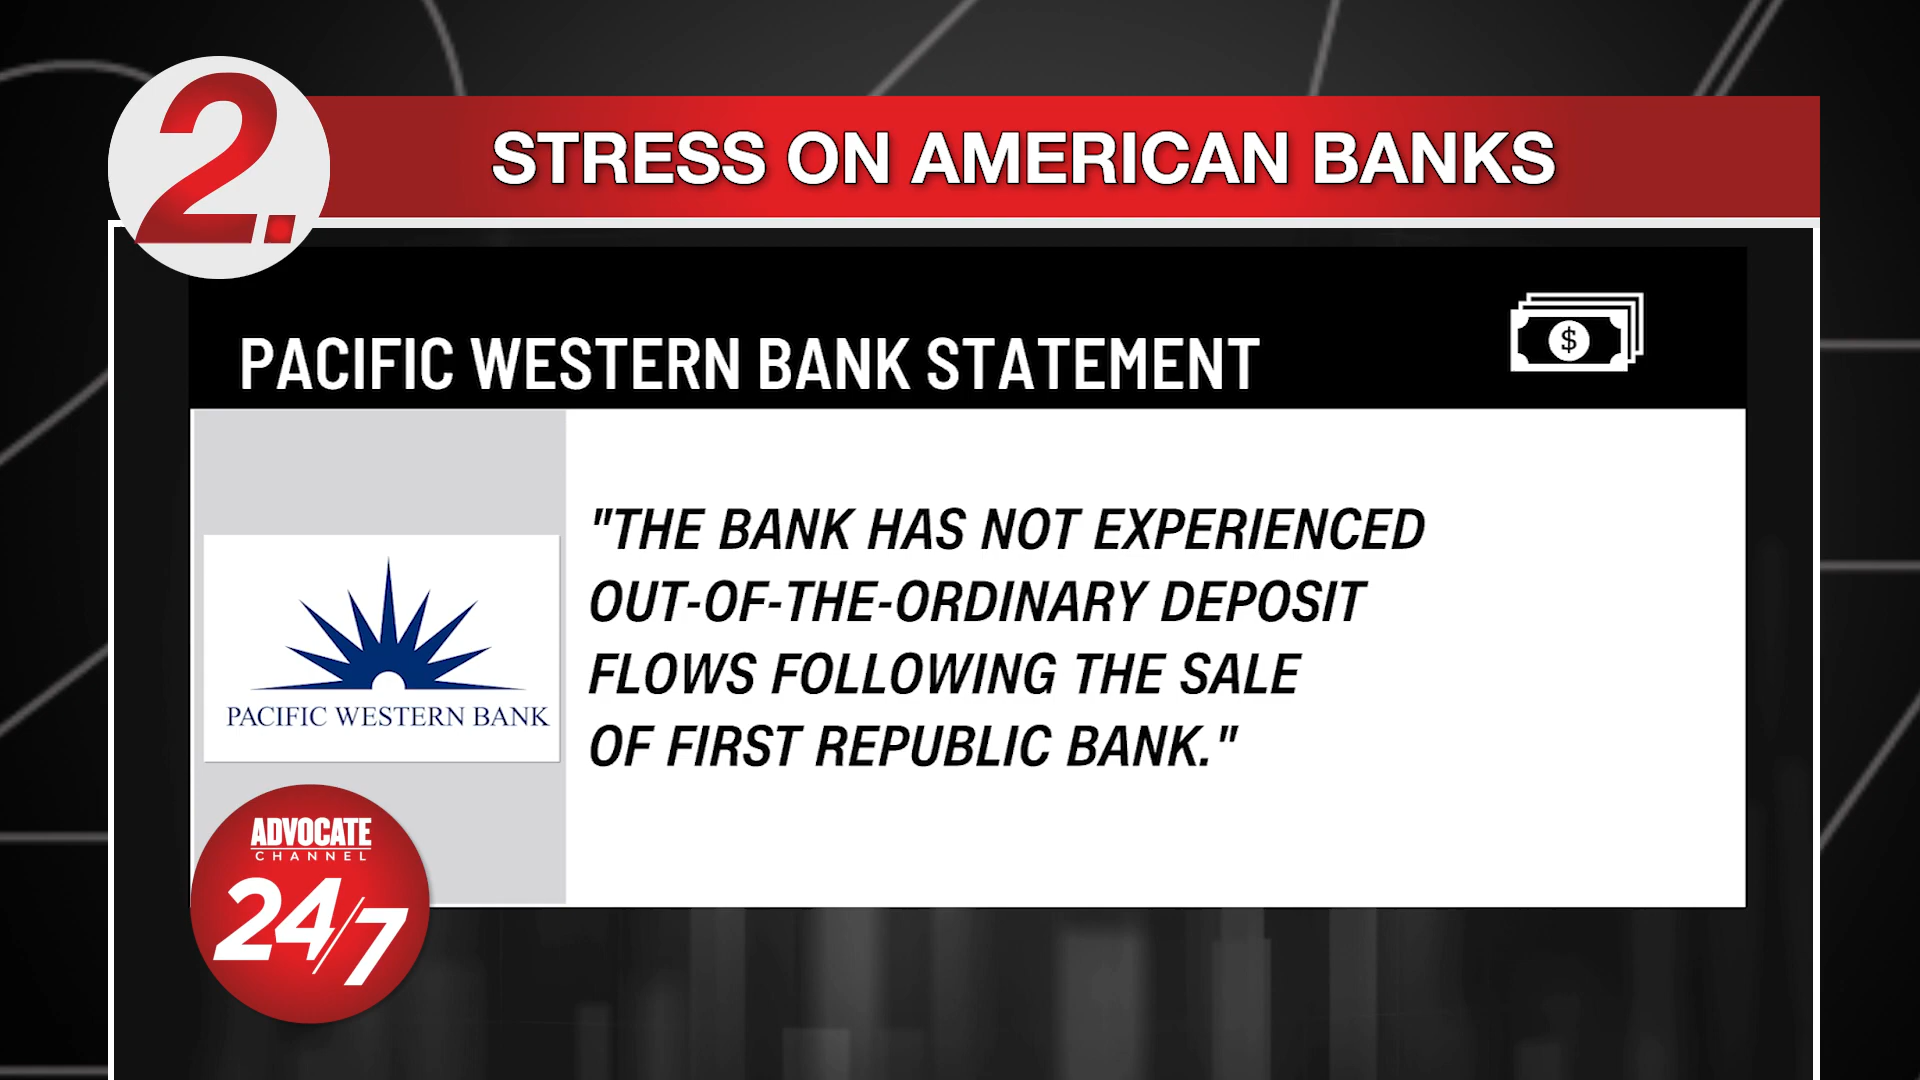 2.
STRESS ON AMERICAN BANKS
PACIFIC WESTERN BANK STATEMENT
$
"THE BANK HAS NOT EXPERIENCED
OUT-OF-THE-ORDINARY DEPOSIT
FLOWS FOLLOWING THE SALE
OF FIRST REPUBLIC BANK."
PACIFIC WESTERN BANK
ADVOCATE
CHANNEL
24/7